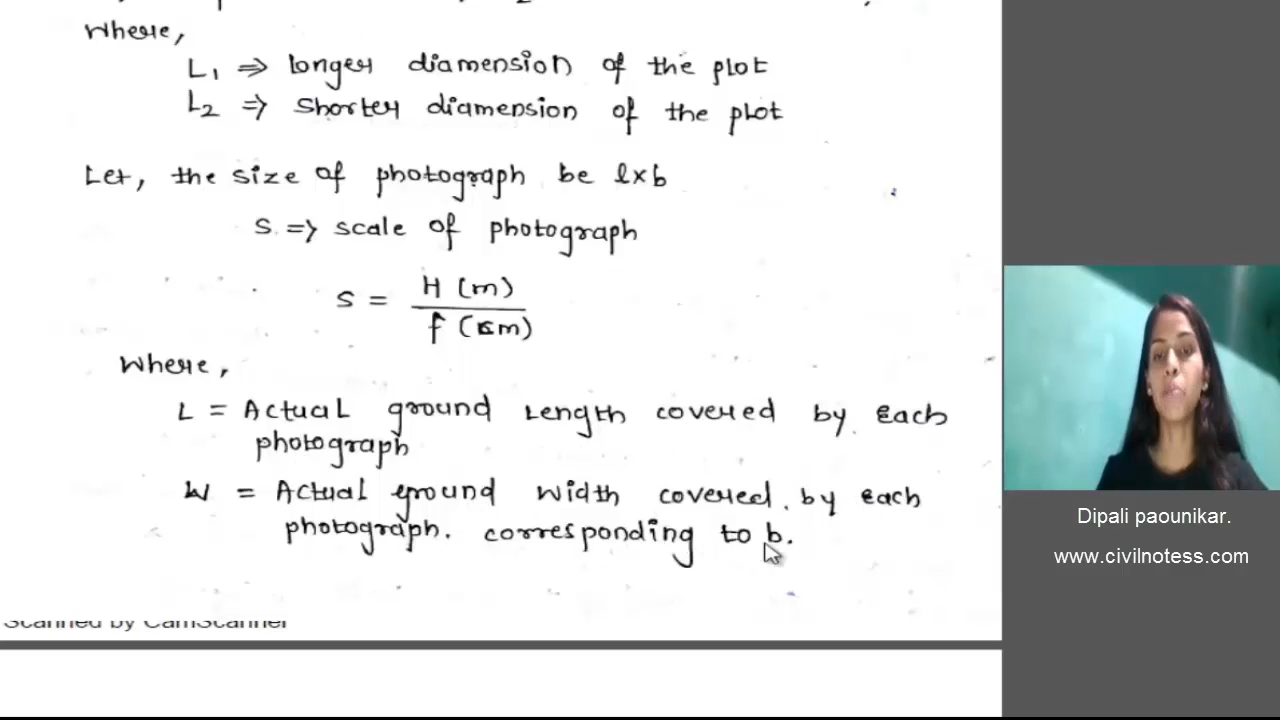 Where,
L1 => longer diamension of the plot
L2 => shorter diamension of the plot
Let, the size of photograph be lxb
S => scale of photograph
S = H (m)
f (cm)
Where,
L = Actual ground Length covered by each
photograph
W = Actual ground width covered by each
photograph. corresponding to b.
Scanned by CamScanner
Dipali paounikar.
www.civilnotess.com